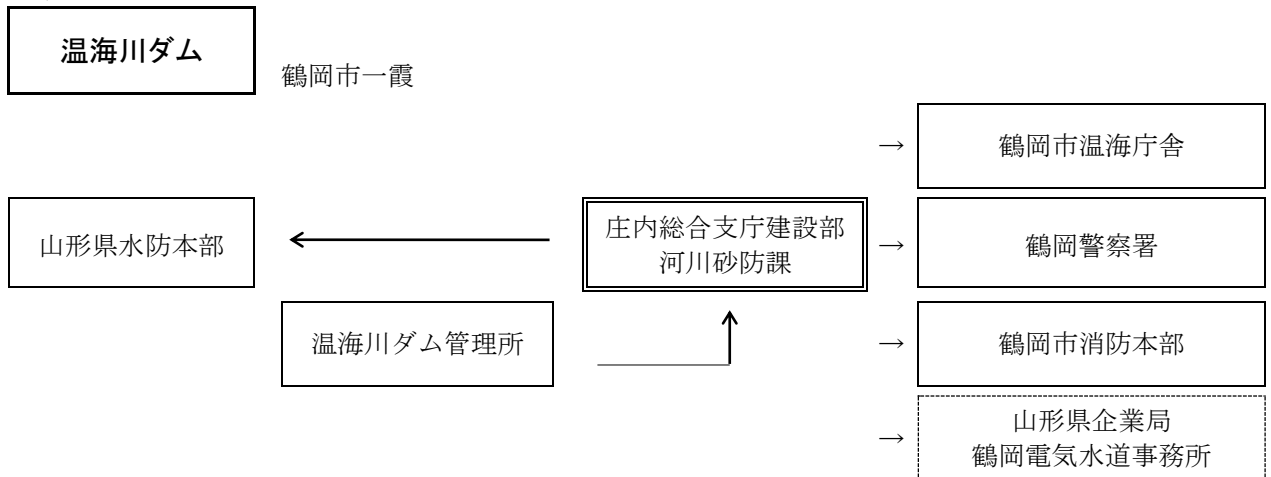 温海川ダム
鶴岡市一霞
→
鶴岡市温海庁舎
山形県水防本部
庄内総合支庁建設部
河川砂防課
→
鶴岡警察署
温海川ダム管理所
→
鶴岡市消防本部
→
山形県企業局
鶴岡電気水道事務所